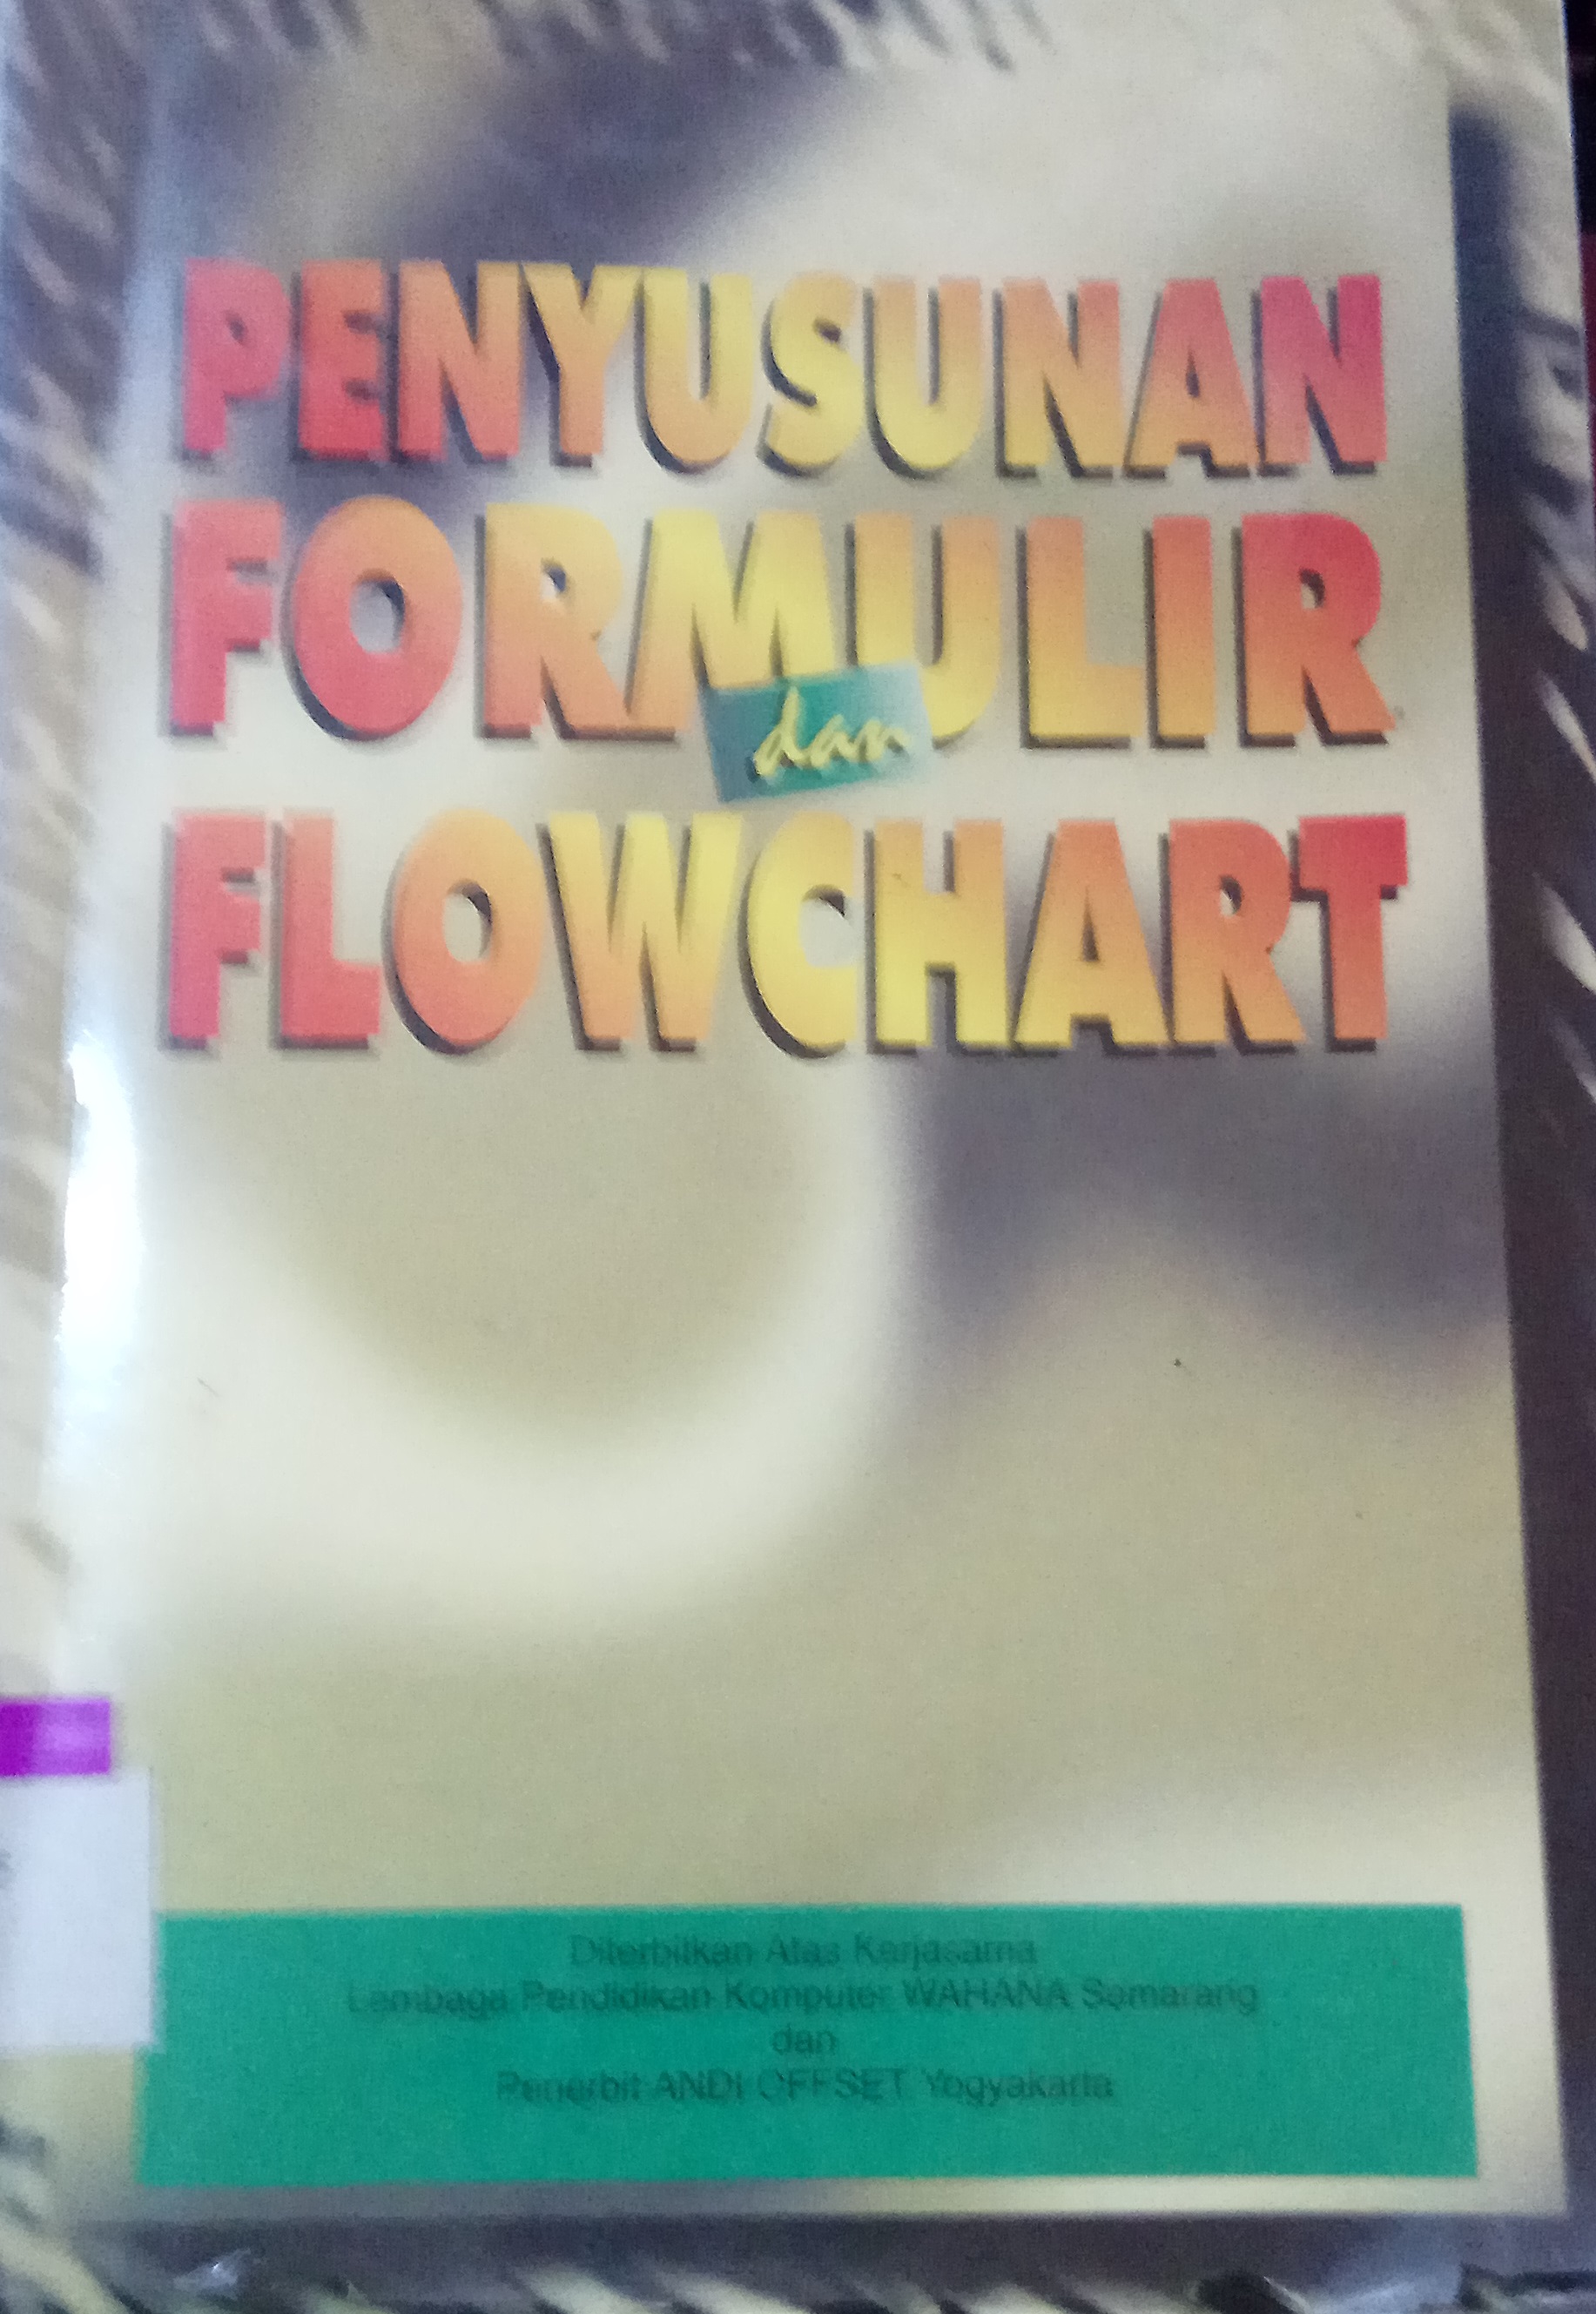 PENYUSUNAN
FORMULIR
dan
FLOWCHART
Diterbitkan Atas Kerjasama
Lembaga Pendidikan Komputer WAHANA Semarang
dan
Penerbit ANDI OFFSET Yogyakarta